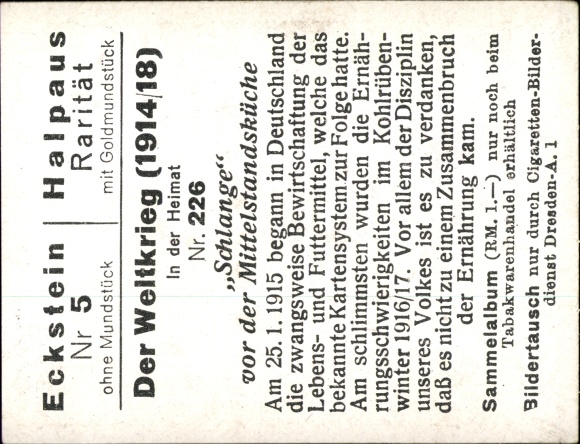 Eckstein | Halpaus
Nr 5 | Rarität
ohne Mundstück | mit Goldmundstück
Der Weltkrieg (1914/18)
In der Heimat
Nr. 226
„Schlange“
vor der Mittelstandsküche
Am 25. 1. 1915 begann in Deutschland
die zwangsweise Bewirtschaftung der
Lebens- und Futtermittel, welche das
bekannte Kartensystem zur Folge hatte.
Am schlimmsten wurden die Ernäh-
rungsschwierigkeiten im Kohlrüben-
winter 1916/17. Vor allem der Disziplin
unseres Volkes ist es zu verdanken,
daß es nicht zu einem Zusammenbruch
der Ernährung kam.
Sammelalbum (RM. 1.—) nur noch beim
Tabakwarenhandel erhältlich
Bildertausch nur durch Cigaretten-Bilder-
dienst Dresden-A. 1